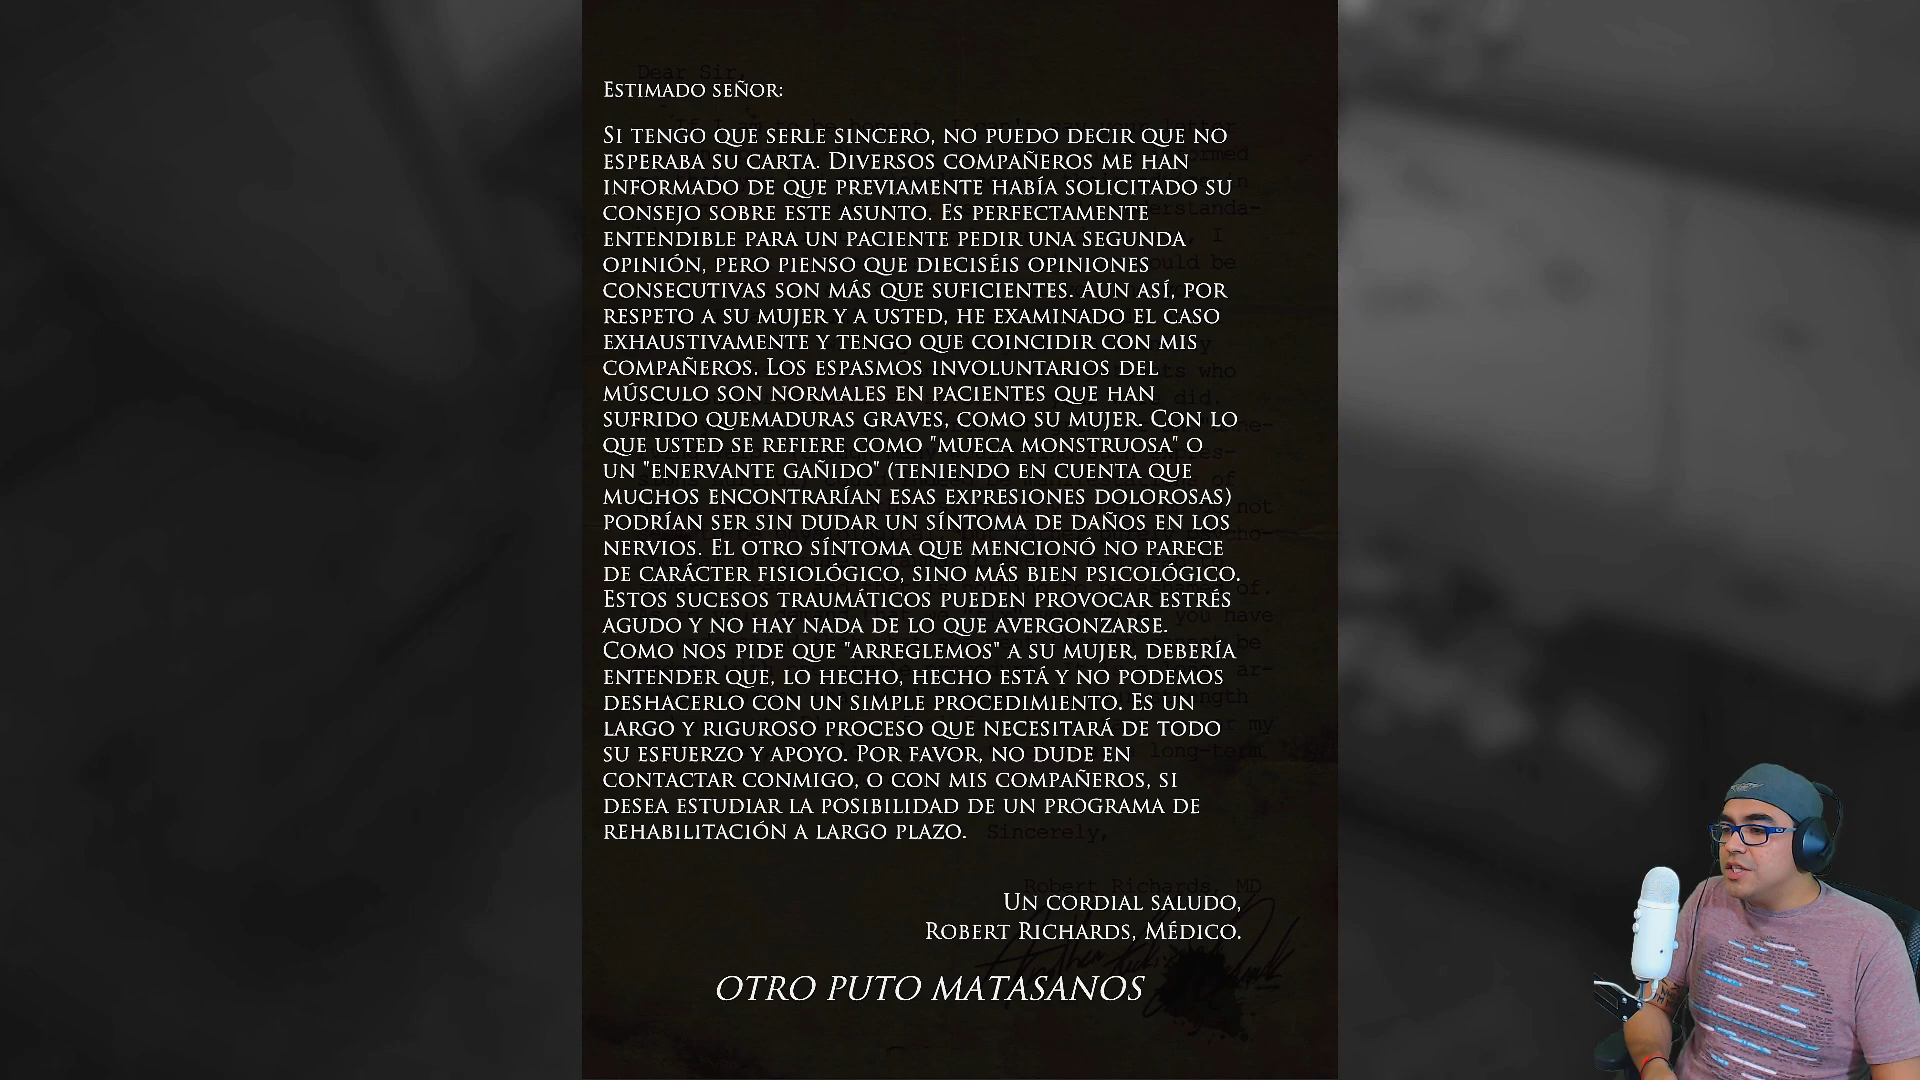 Dear Sir,
ESTIMADO SEÑOR:
SI TENGO QUE SERLE SINCERO, NO PUEDO DECIR QUE NO
ESPERABA SU CARTA. DIVERSOS COMPAÑEROS ME HAN
INFORMADO DE QUE PREVIAMENTE HABÍA SOLICITADO SU
CONSEJO SOBRE ESTE ASUNTO. ES PERFECTAMENTE
ENTENDIBLE PARA UN PACIENTE PEDIR UNA SEGUNDA
OPINIÓN, PERO PIENSO QUE DIECISÉIS OPINIONES
CONSECUTIVAS SON MÁS QUE SUFICIENTES. AUN ASÍ, POR
RESPETO A SU MUJER Y A USTED, HE EXAMINADO EL CASO
EXHAUSTIVAMENTE Y TENGO QUE COINCIDIR CON MIS
COMPAÑEROS. LOS ESPASMOS INVOLUNTARIOS DEL
MÚSCULO SON NORMALES EN PACIENTES QUE HAN
SUFRIDO QUEMADURAS GRAVES, COMO SU MUJER. CON LO
QUE USTED SE REFIERE COMO "MUECA MONSTRUOSA" O
UN "ENERVANTE GAÑIDO" (TENIENDO EN CUENTA QUE
MUCHOS ENCONTRARÍAN ESAS EXPRESIONES DOLOROSAS)
PODRÍAN SER SIN DUDAR UN SÍNTOMA DE DAÑOS EN LOS
NERVIOS. EL OTRO SÍNTOMA QUE MENCIONÓ NO PARECE
DE CARÁCTER FISIOLÓGICO, SINO MÁS BIEN PSICOLÓGICO.
ESTOS SUCESOS TRAUMÁTICOS PUEDEN PROVOCAR ESTRÉS
AGUDO Y NO HAY NADA DE LO QUE AVERGONZARSE.
COMO NOS PIDE QUE "ARREGLEMOS" A SU MUJER, DEBERÍA
ENTENDER QUE, LO HECHO, HECHO ESTÁ Y NO PODEMOS
DESHACERLO CON UN SIMPLE PROCEDIMIENTO. ES UN
LARGO Y RIGUROSO PROCESO QUE NECESITARÁ DE TODO
SU ESFUERZO Y APOYO. POR FAVOR, NO DUDE EN
CONTACTAR CONMIGO, O CON MIS COMPAÑEROS, SI
DESEA ESTUDIAR LA POSIBILIDAD DE UN PROGRAMA DE
REHABILITACIÓN A LARGO PLAZO.
Sincerely,
Robert Richards, MD
UN CORDIAL SALUDO,
ROBERT RICHARDS, MÉDICO.
OTRO PUTO MATASANOS